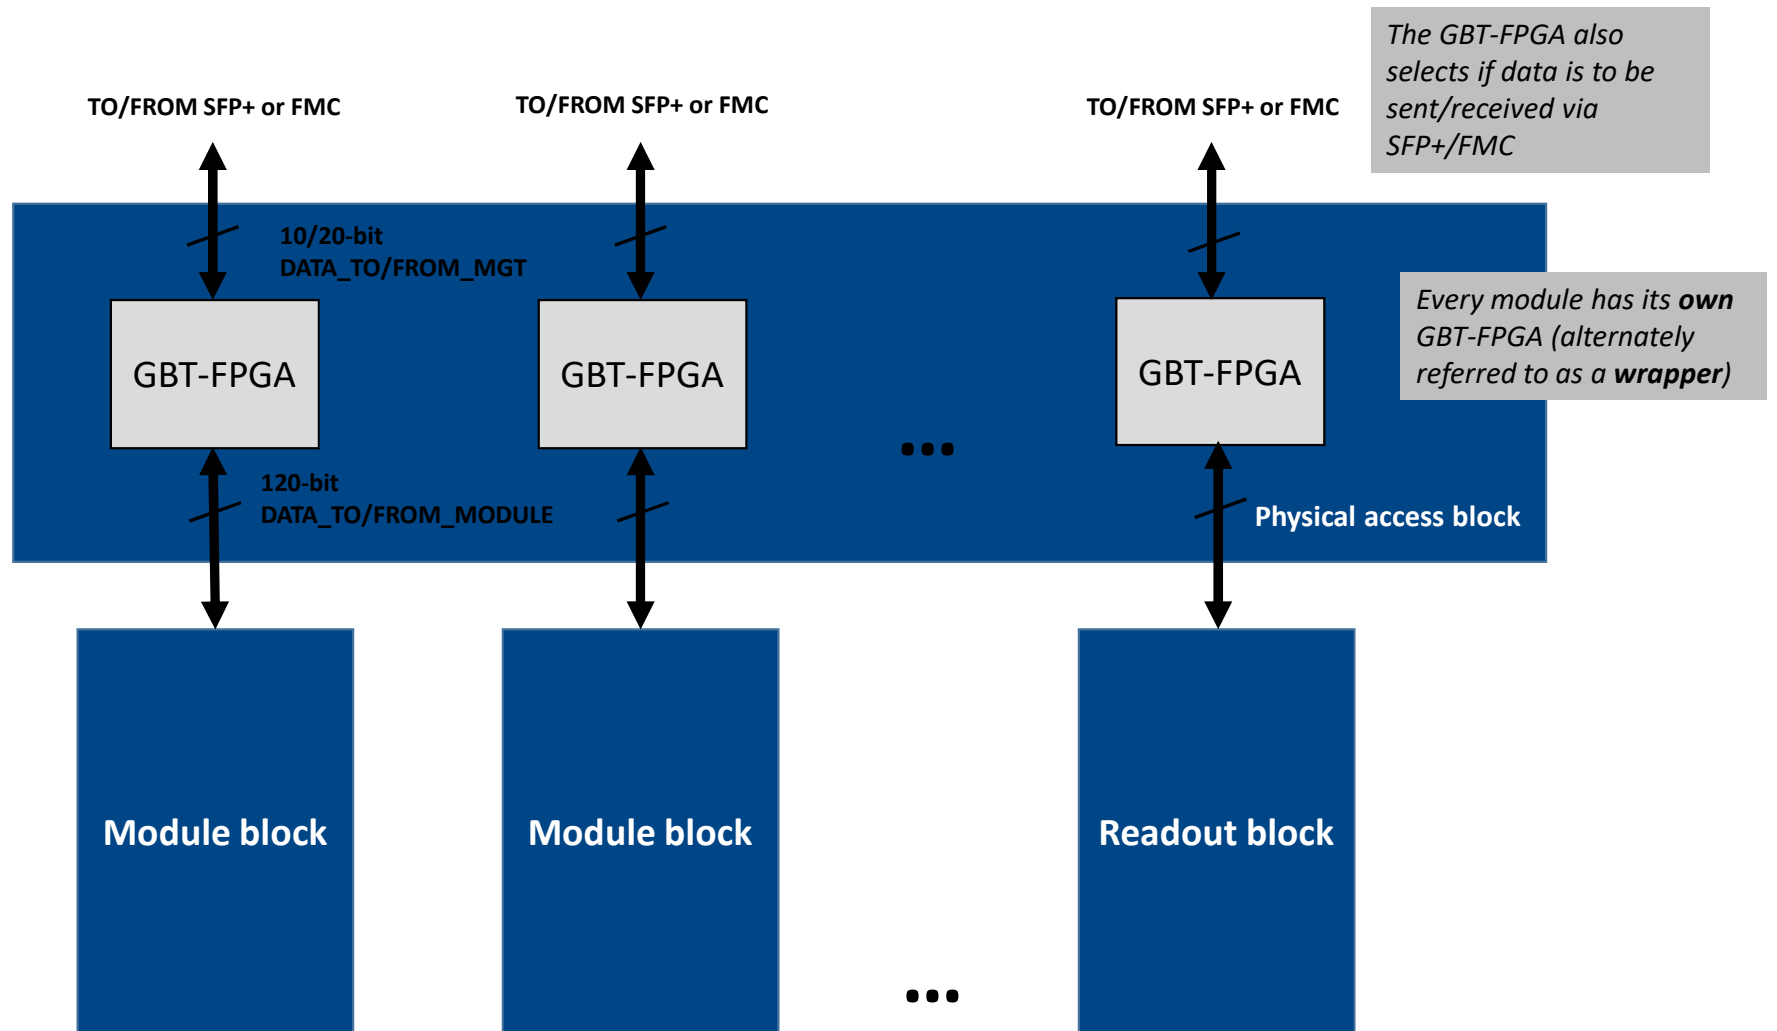 The GBT-FPGA also
selects if data is to be
sent/received via
SFP+/FMC
TO/FROM SFP+ or FMC
TO/FROM SFP+ or FMC
TO/FROM SFP+ or FMC
10/20-bit
DATA_TO/FROM_MGT
Every module has its own
GBT-FPGA (alternately
referred to as a wrapper)
GBT-FPGA
GBT-FPGA
GBT-FPGA
...
120-bit
DATA_TO/FROM_MODULE
Physical access block
Module block
Module block
Readout block
...